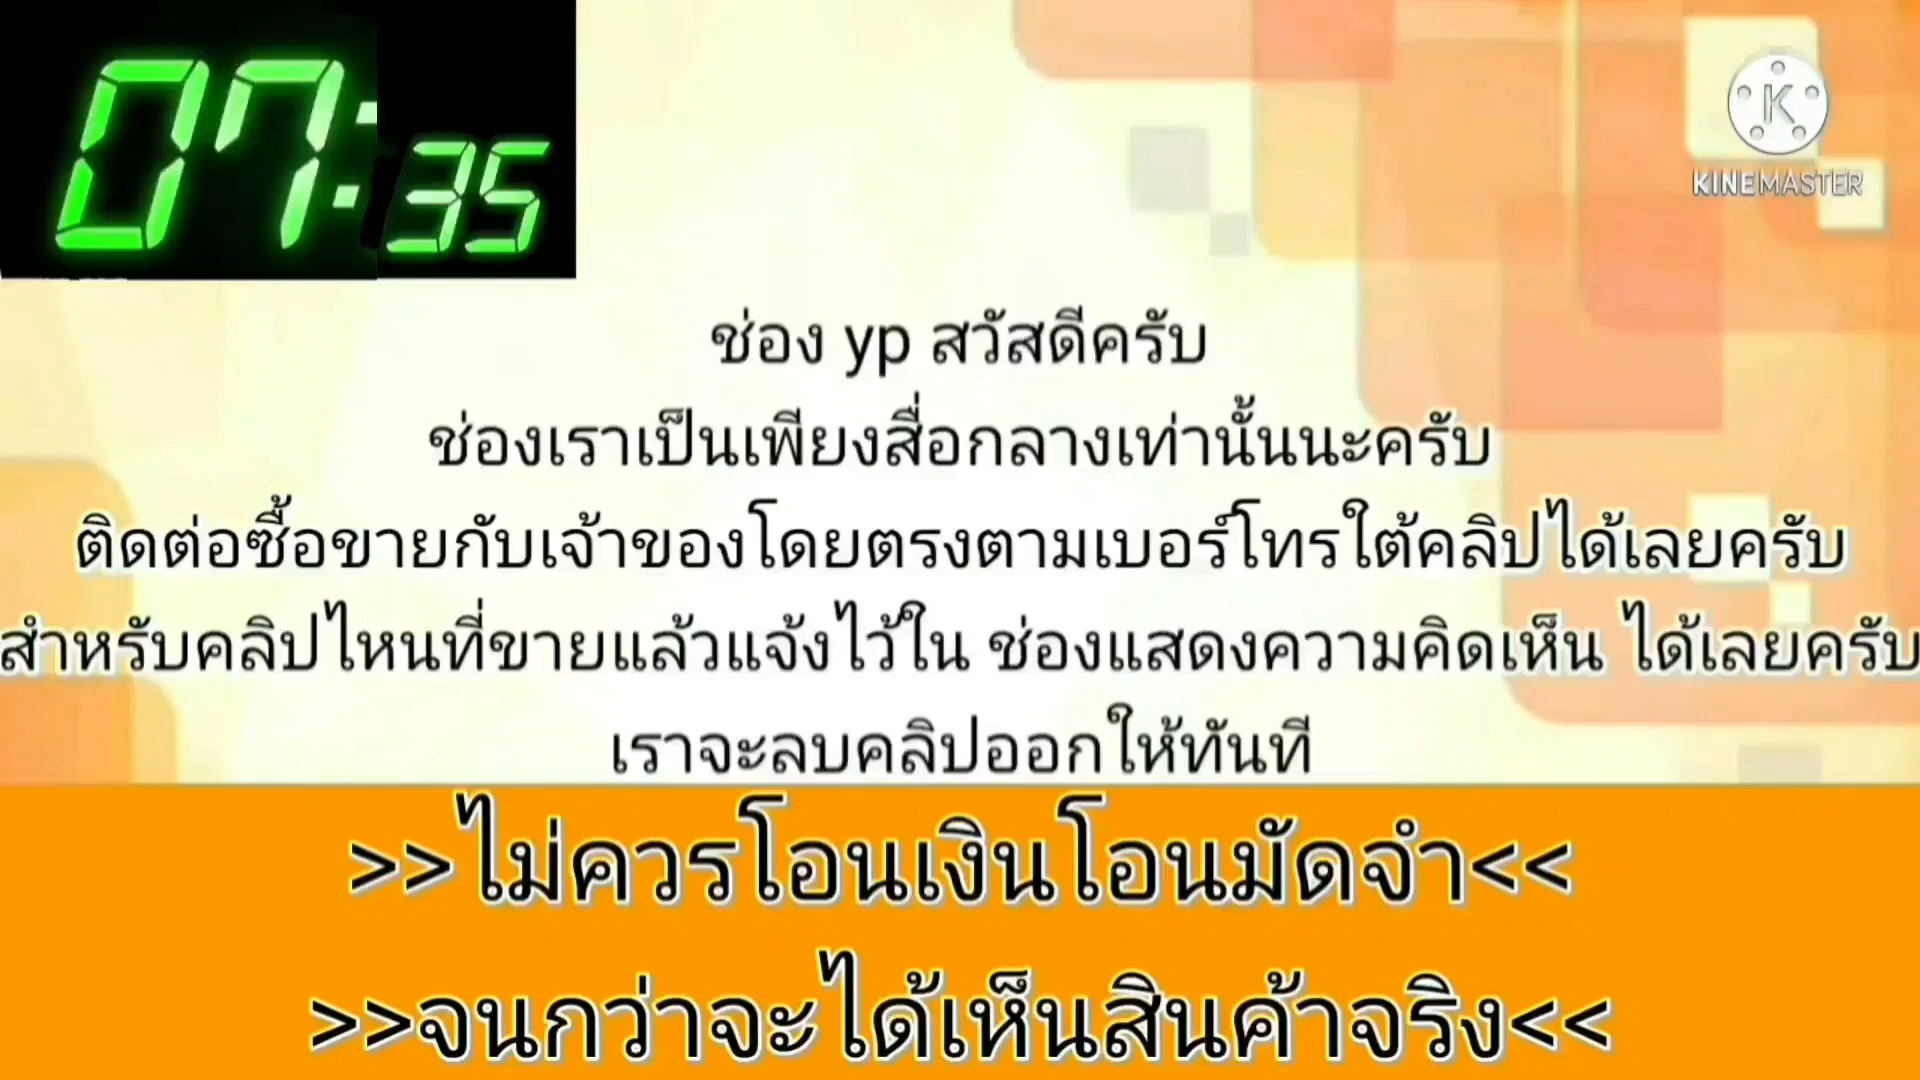 07:35
KINEMASTER
ช่อง yp สวัสดีครับ
ช่องเราเป็นเพียงสื่อกลางเท่านั้นนะครับ
ติดต่อซื้อขายกับเจ้าของโดยตรงตามเบอร์โทรใต้คลิปได้เลยครับ
สำหรับคลิปไหนที่ขายแล้วแจ้งไว้ใน ช่องแสดงความคิดเห็น ได้เลยครับ
เราจะลบคลิปออกให้ทันที
>>ไม่ควรโอนเงินโอนมัดจำ<<
>>จนกว่าจะได้เห็นสินค้าจริง<<